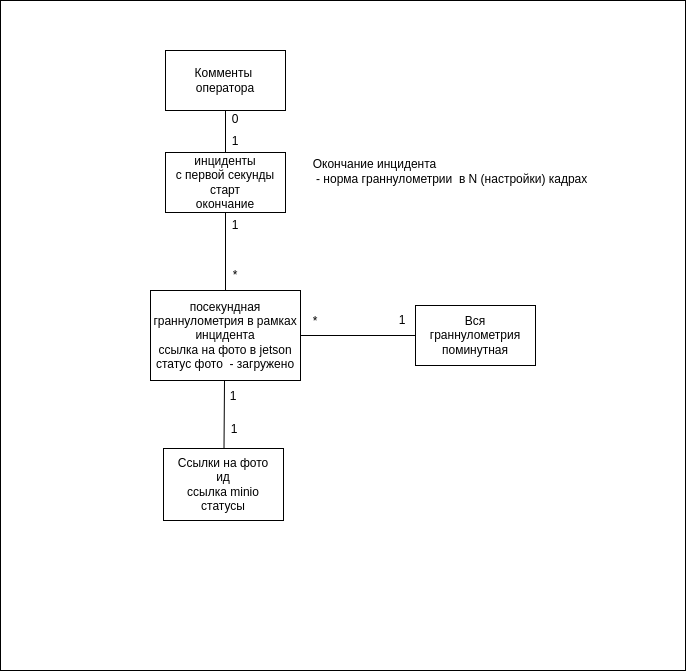 Комменты
оператора
0
1
инциденты
с первой секунды
старт
окончание
Окончание инцидента
- норма граннулометрии в N (настройки) кадрах
1
*
посекундная
граннулометрия в рамках
инцидента
ссылка на фото в jetson
статус фото - загружено
*
1
Вся
граннулометрия
поминутная
1
1
Ссылки на фото
ид
ссылка minio
статусы